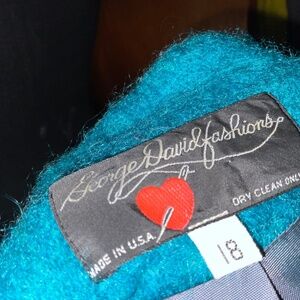 George David fashions
MADE IN U.S.A.
DRY CLEAN ONLY
18